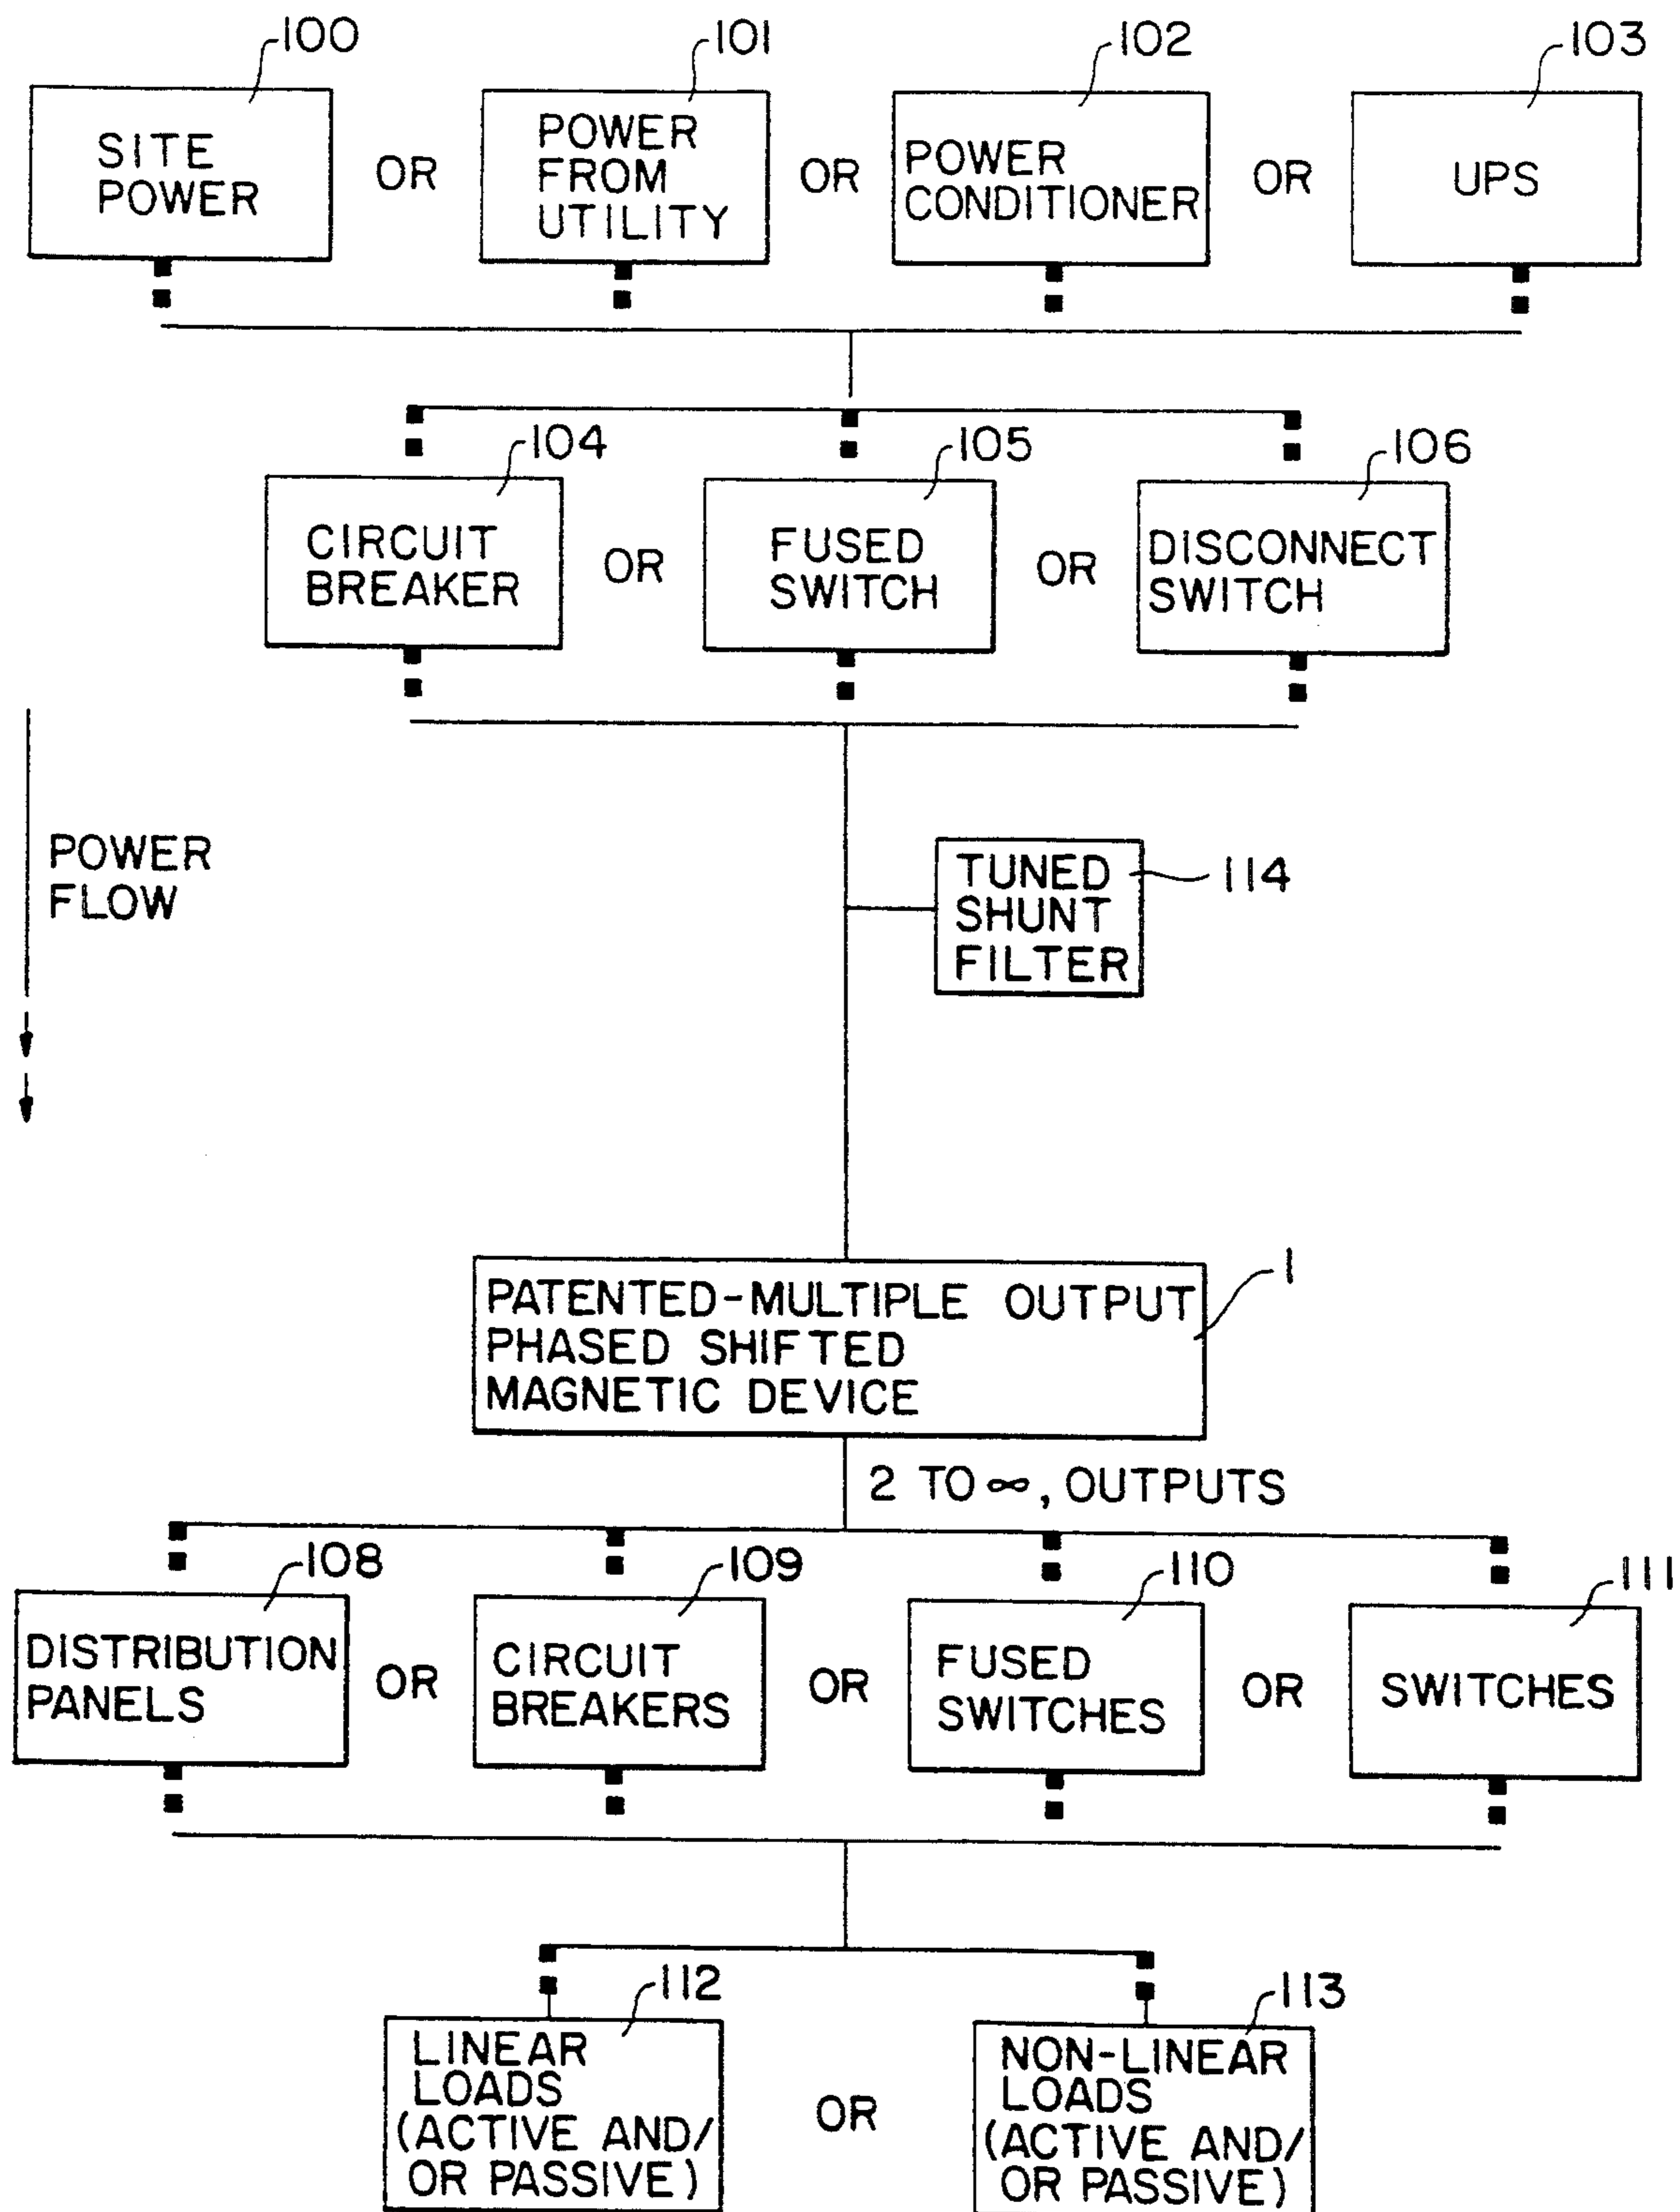 100
101
102
103
SITE
POWER
OR
POWER
FROM
UTILITY
OR
POWER
CONDITIONER
OR
UPS
104
105
106
CIRCUIT
BREAKER
OR
FUSED
SWITCH
OR
DISCONNECT
SWITCH
POWER
FLOW
TUNED
SHUNT
FILTER
114
1
PATENTED-MULTIPLE OUTPUT
PHASED SHIFTED
MAGNETIC DEVICE
2 TO ∞, OUTPUTS
108
109
110
111
DISTRIBUTION
PANELS
OR
CIRCUIT
BREAKERS
OR
FUSED
SWITCHES
OR
SWITCHES
112
113
LINEAR
LOADS
(ACTIVE AND/
OR PASSIVE)
OR
NON-LINEAR
LOADS
(ACTIVE AND/
OR PASSIVE)